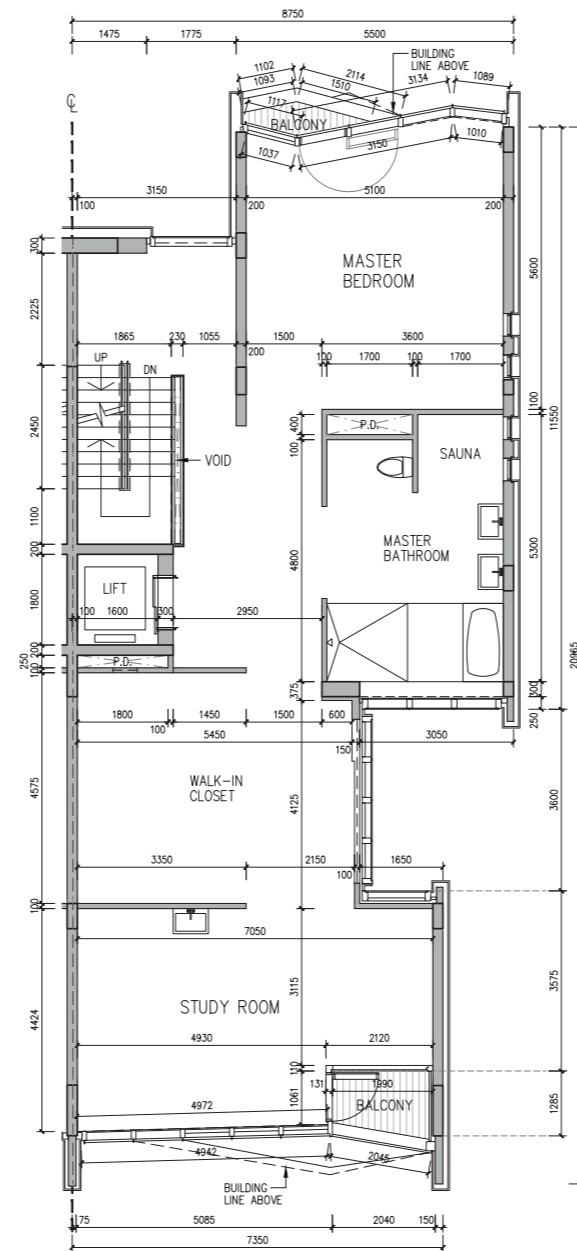 8750
1475 1775 5500
1102
1093
1117
2114
1510
BUILDING
LINE ABOVE
3134
1089
℄
BALCONY
1037
3150
1010
3150 5100
100 200 200
300
MASTER
BEDROOM
5600
2225
1865 230 1055 1500 3600
200
100 1700 100 1700
UP
DN
100
11550
400
P.D.
2450
100
SAUNA
VOID
1100
MASTER
BATHROOM
4800
5300
200
LIFT
1800
100 1600 300 2950
20965
200
250
P.D.
100
375
300
250
1800 1450 1500 600
100
5450
150
3050
WALK-IN
CLOSET
4575
4125
3600
3350 2150 1650
100
100
7050
STUDY ROOM
3115
3575
4424
4930 2120
110
131 1990
1061
BALCONY
1285
4972
4942
2045
BUILDING
LINE ABOVE
75 5085 2040 150
7350